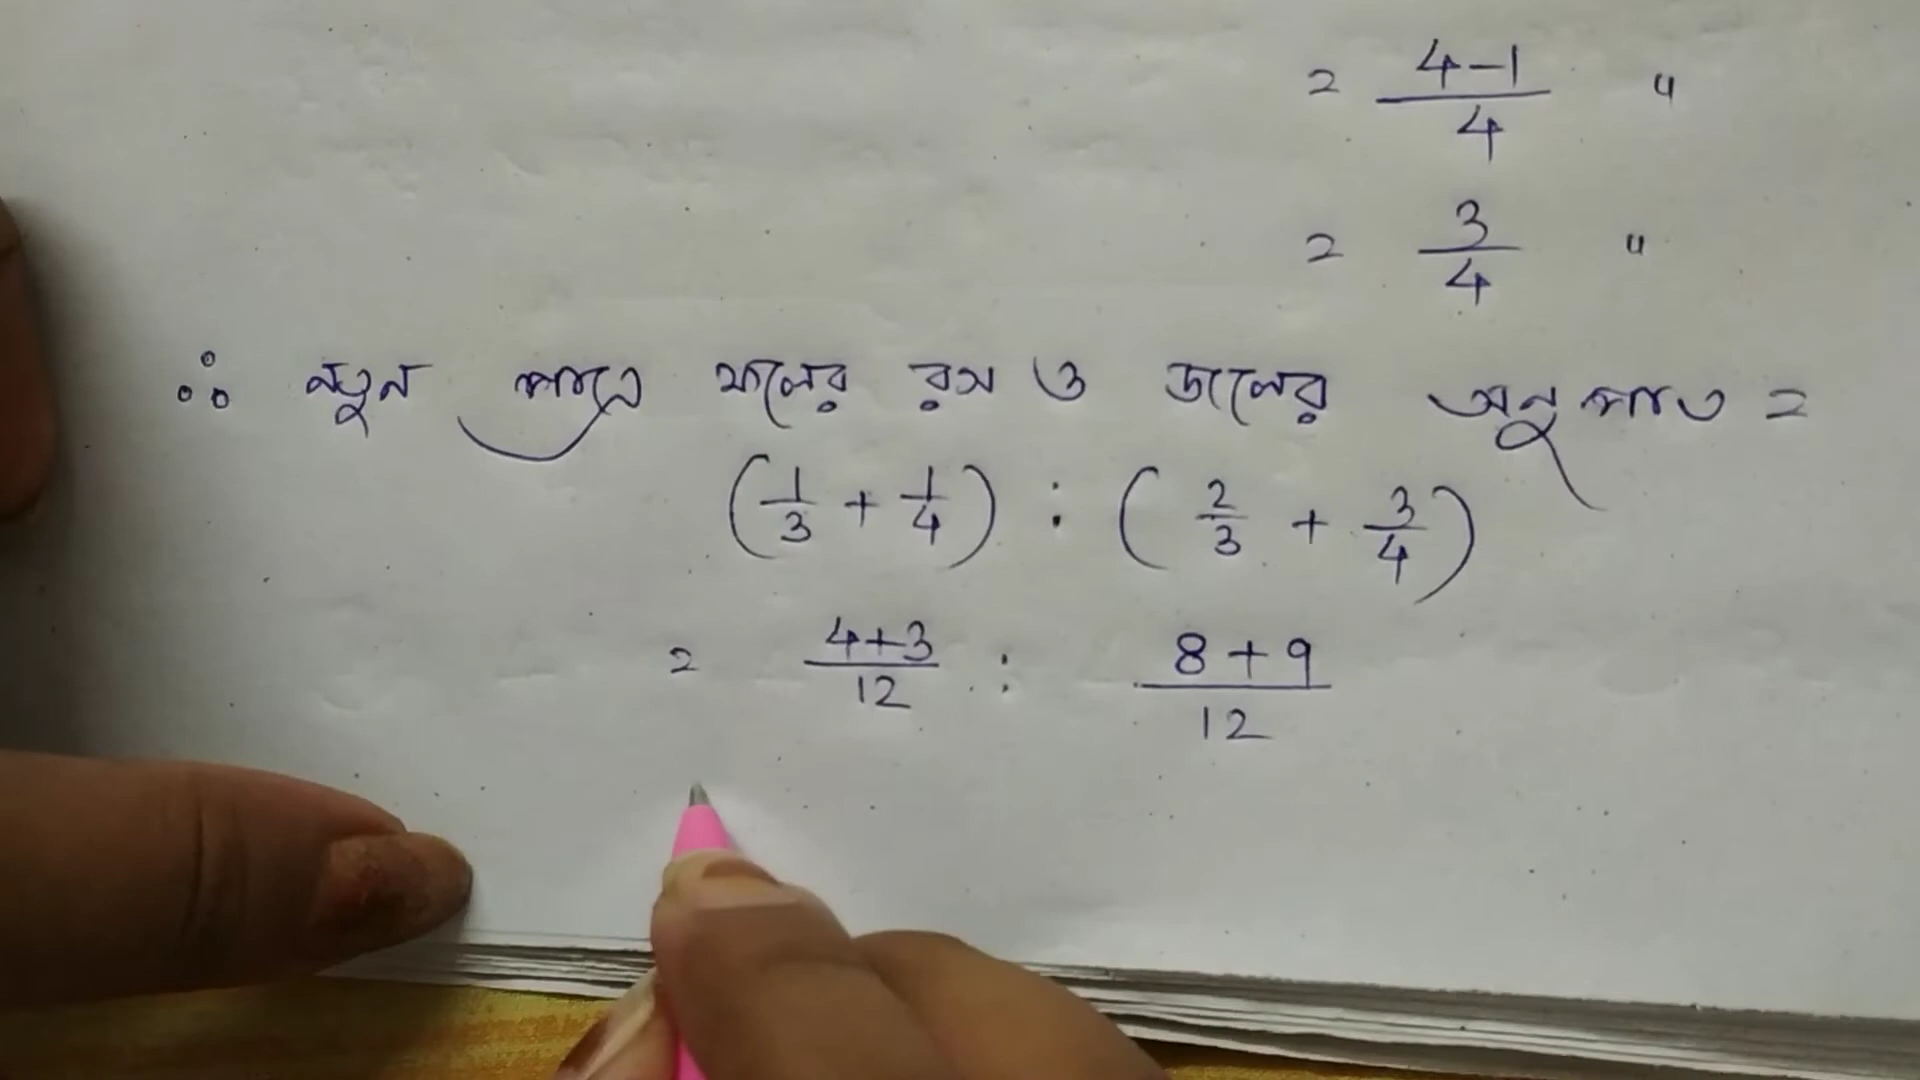 = 4-1/4 "
= 3/4 "
∴ নতুন পাত্রে ফলের রস ও জলের অনুপাত =
(1/3 + 1/4) : (2/3 + 3/4)
= 4+3/12 : 8+9/12